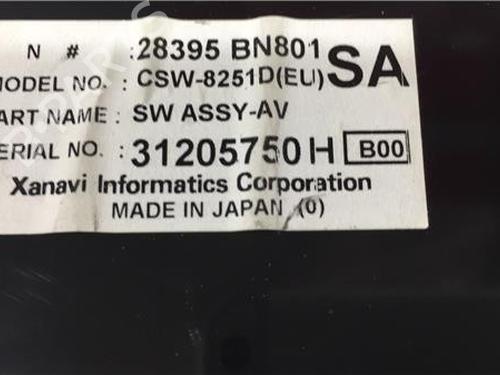 N # : 28395 BN801
MODEL NO. : CSW-8251D(EU) SA
ART NAME : SW ASSY-AV
ERIAL NO. : 31205750H B00
Xanavi Informatics Corporation
MADE IN JAPAN (0)